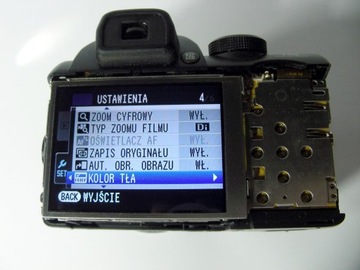 USTAWIENIA 4
ZOOM CYFROWY WYŁ.
TYP ZOOMU FILMU Di
OŚWIETLACZ AF
ZAPIS ORYGINAŁU WYŁ.
AUT. OBR. OBRAZU WŁ.
KOLOR TŁA
SET
BACK WYJŚCIE